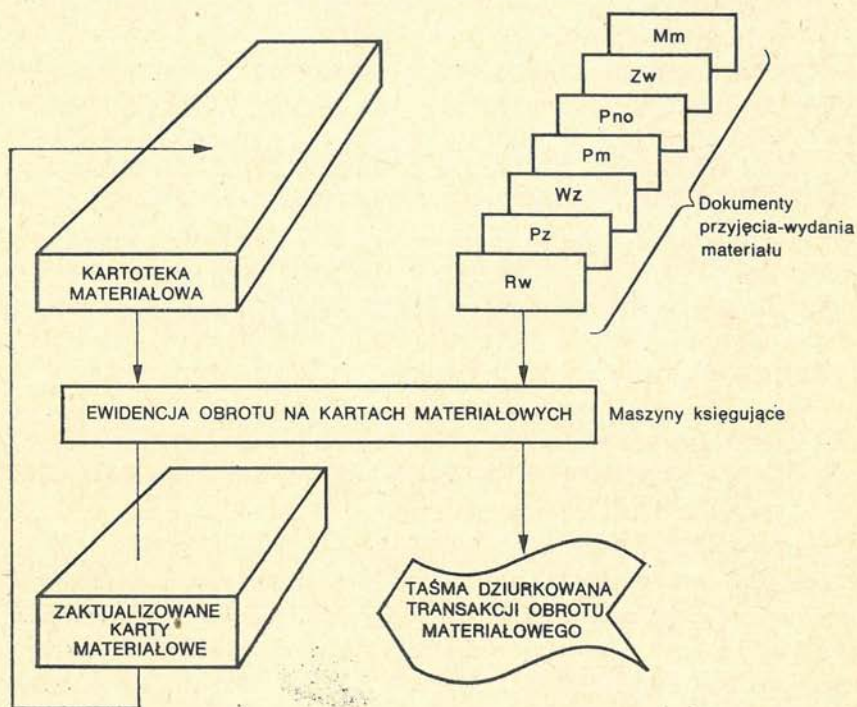 Mm
Zw
Pno
Pm
Wz
Pz
Rw
Dokumenty
przyjęcia-wydania
materiału
KARTOTEKA
MATERIAŁOWA
EWIDENCJA OBROTU NA KARTACH MATERIAŁOWYCH
Maszyny księgujące
ZAKTUALIZOWANE
KARTY
MATERIAŁOWE
TAŚMA DZIURKOWANA
TRANSAKCJI OBROTU
MATERIAŁOWEGO